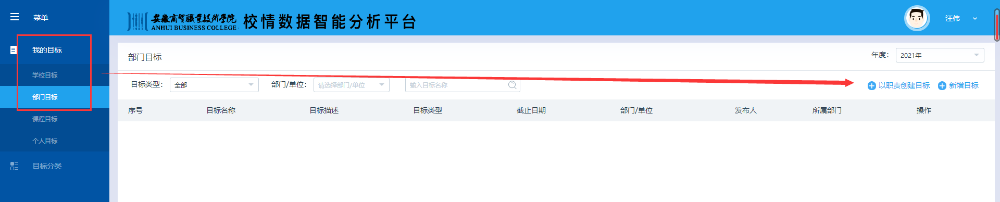 菜单
安徽商贸职业技术学院
ANHUI BUSINESS COLLEGE
校情数据智能分析平台
汪伟
我的目标
学校目标
部门目标
课程目标
个人目标
目标分类
部门目标
年度：
2021年
目标类型：
全部
部门/单位：
请选择部门/单位
输入目标名称
以职责创建目标
新增目标
序号 目标名称 目标描述 目标类型 截止日期 部门/单位 发布人 所属部门 操作